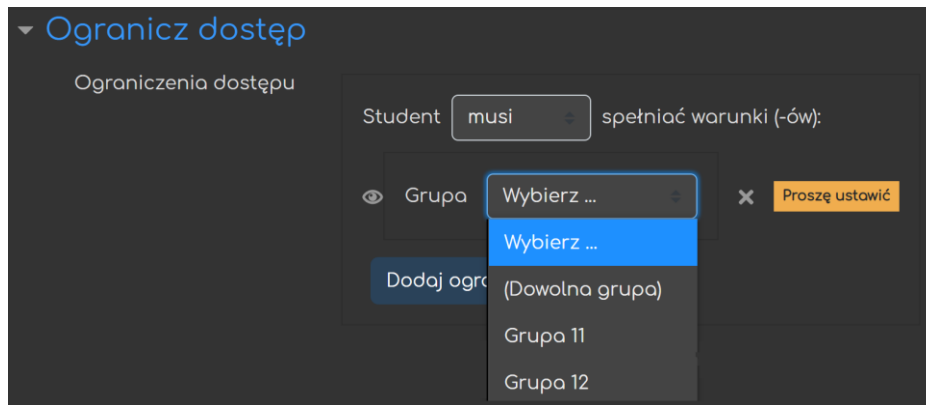 Ogranicz dostęp
Ograniczenia dostępu
Student musi spełniać warunki (-ów):
Grupa Wybierz ... Proszę ustawić
Wybierz ...
Dodaj ogr
(Dowolna grupa)
Grupa 11
Grupa 12